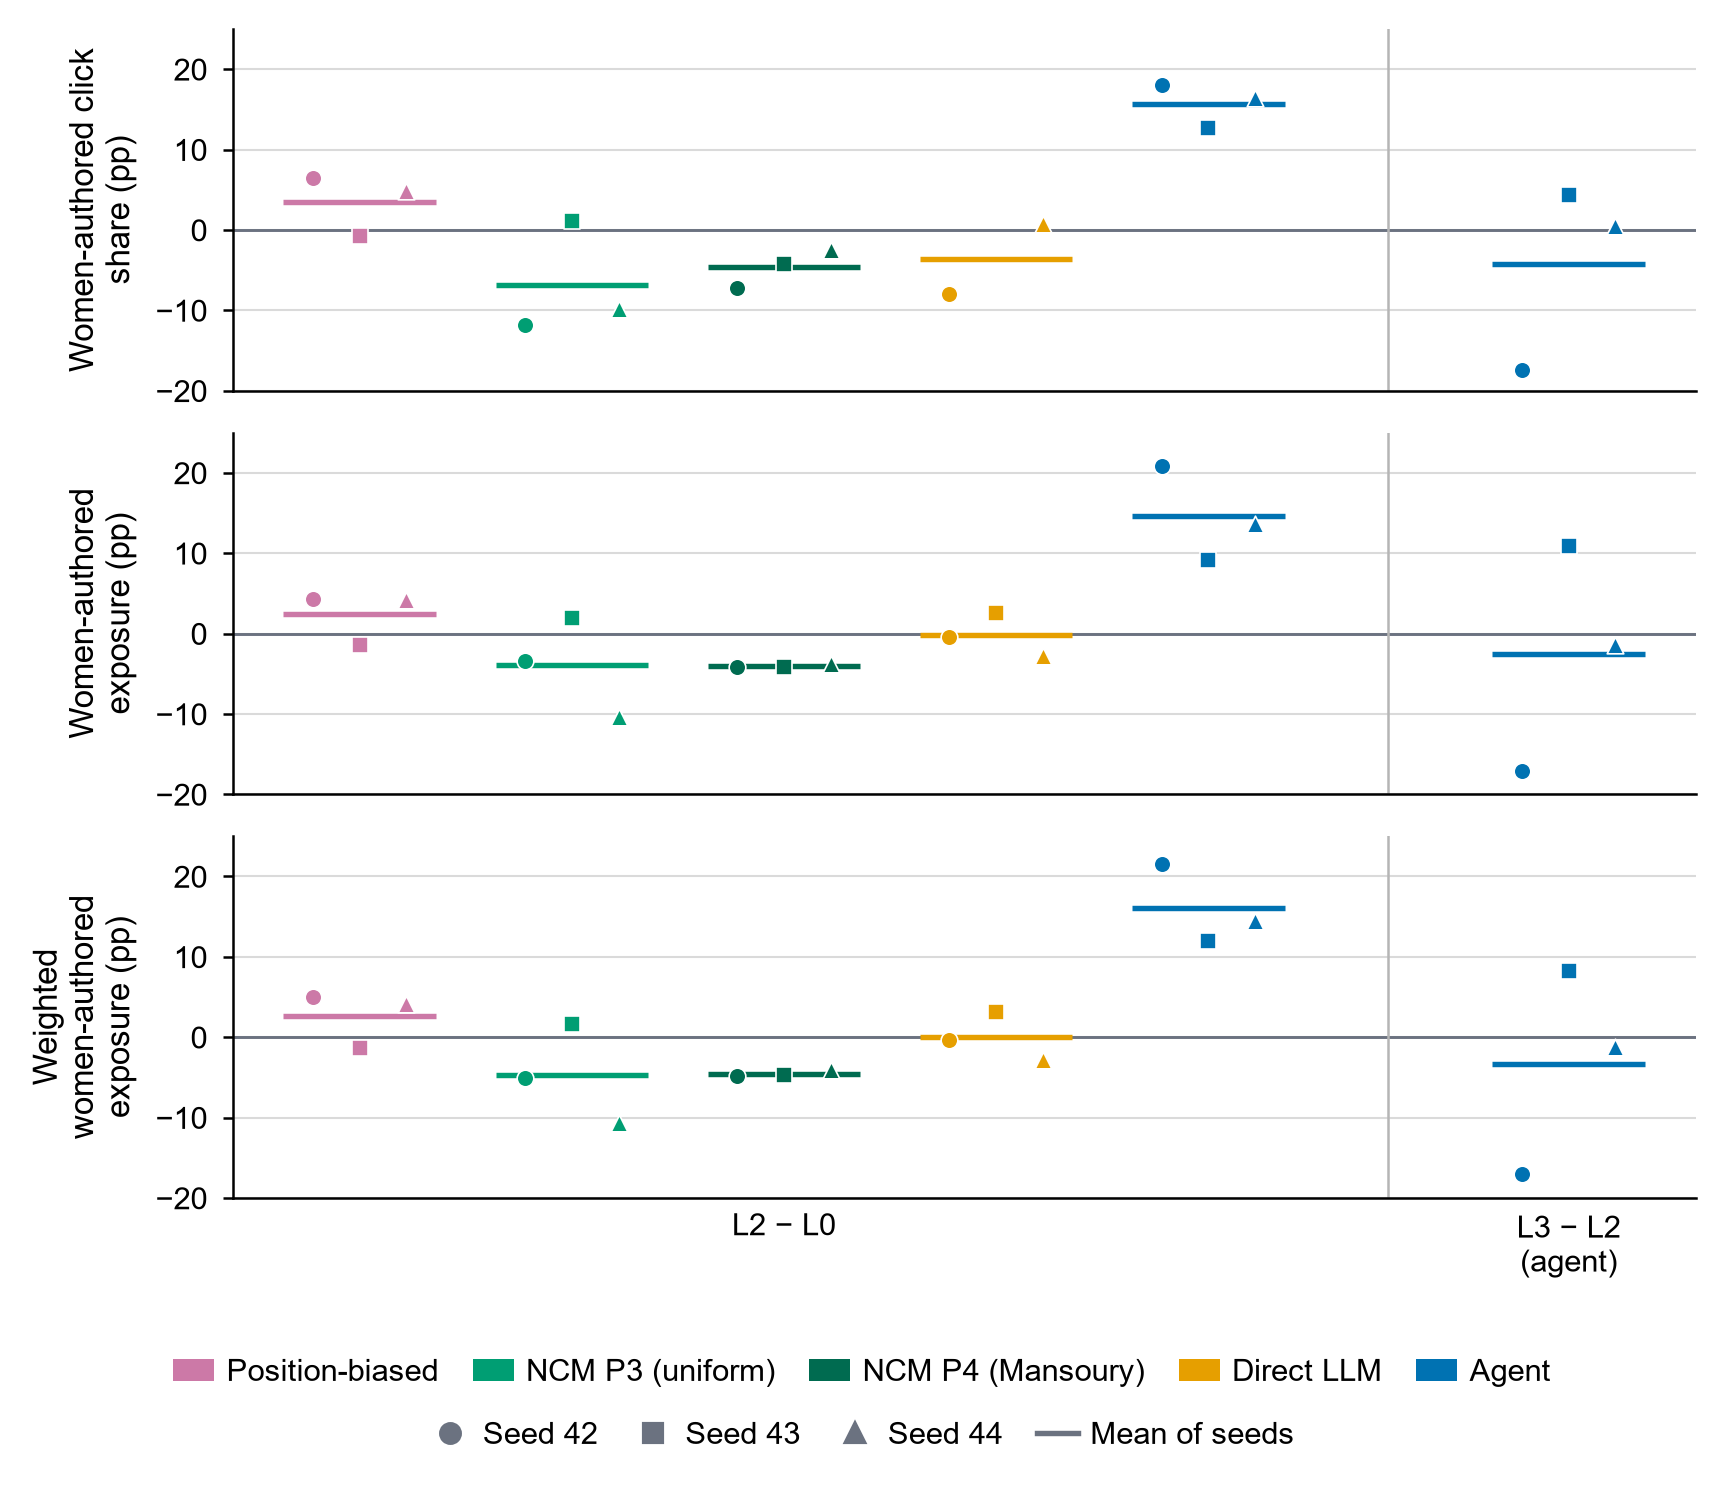 Women-authored click
share (pp)
20
10
0
−10
−20
Women-authored
exposure (pp)
20
10
0
−10
−20
Weighted
women-authored
exposure (pp)
20
10
0
−10
−20
L2 − L0
L3 − L2
(agent)
Position-biased
NCM P3 (uniform)
NCM P4 (Mansoury)
Direct LLM
Agent
Seed 42
Seed 43
Seed 44
Mean of seeds